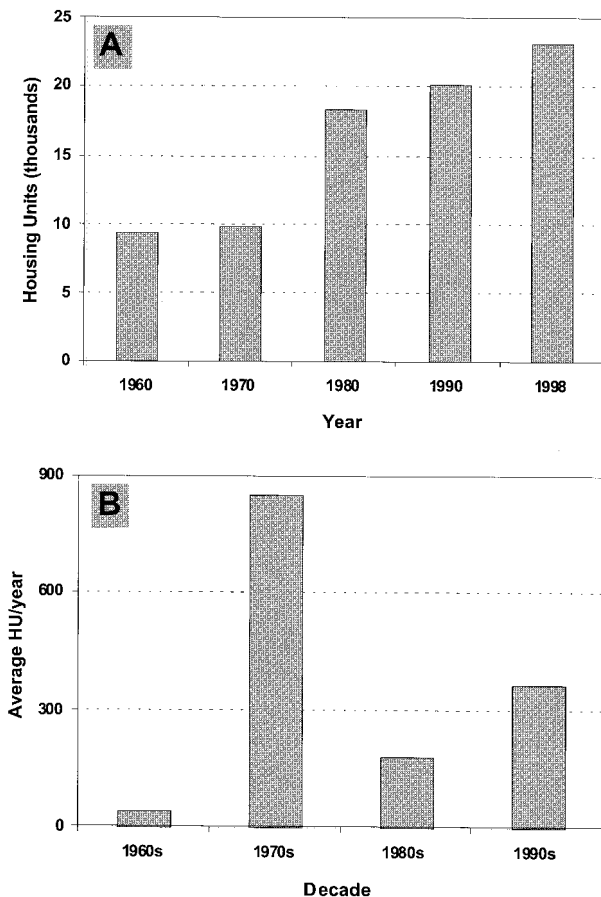 A
Housing Units (thousands)
25
20
15
10
5
0
1960 1970 1980 1990 1998
Year
B
Average HU/year
900
600
300
0
1960s 1970s 1980s 1990s
Decade